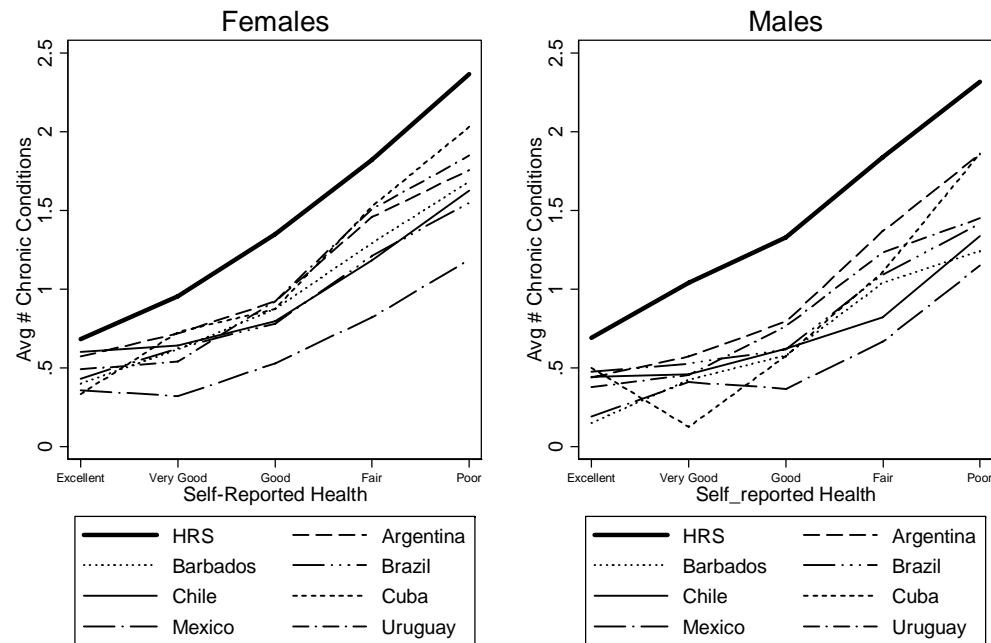 Females
Avg # Chronic Conditions
2.5
2
1.5
1
.5
0
Excellent Very Good Good Fair Poor
Self-Reported Health
HRS Argentina
Barbados Brazil
Chile Cuba
Mexico Uruguay
Males
Avg # Chronic Conditions
2.5
2
1.5
1
.5
0
Excellent Very Good Good Fair Poor
Self_reported Health
HRS Argentina
Barbados Brazil
Chile Cuba
Mexico Uruguay